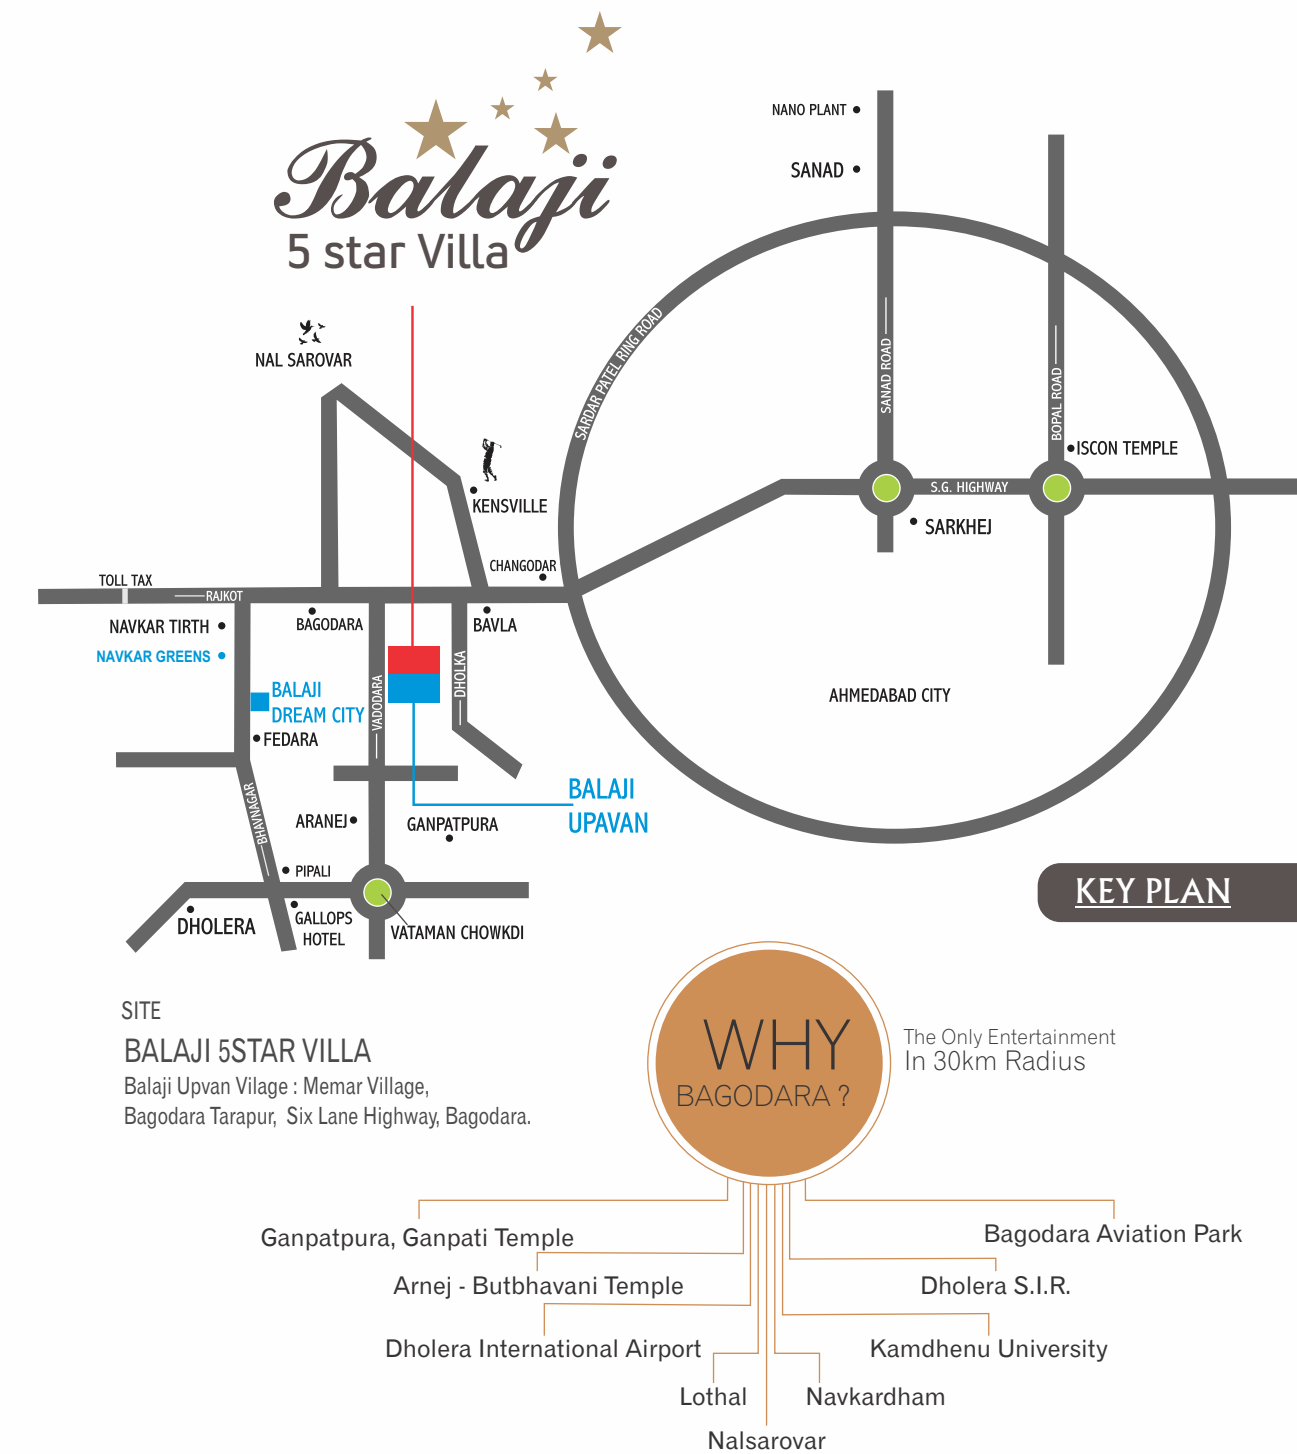 Balaji
5 star Villa
NANO PLANT
SANAD
NAL SAROVAR
SARDAR PATEL RING ROAD
SANAD ROAD
BOPAL ROAD
ISCON TEMPLE
KENSVILLE
S.G. HIGHWAY
SARKHEJ
CHANGODAR
TOLL TAX
RAJKOT
NAVKAR TIRTH
BAGODARA
BAVLA
NAVKAR GREENS
BALAJI
DREAM CITY
VADODARA
DHOLKA
AHMEDABAD CITY
FEDARA
BHAVNAGAR
BALAJI
UPAVAN
ARANEJ
GANPATPURA
PIPALI
KEY PLAN
DHOLERA
GALLOPS
HOTEL
VATAMAN CHOWKDI
SITE
BALAJI 5STAR VILLA
Balaji Upvan Vilage : Memar Village,
Bagodara Tarapur, Six Lane Highway, Bagodara.
WHY
BAGODARA ?
The Only Entertainment
In 30km Radius
Ganpatpura, Ganpati Temple
Bagodara Aviation Park
Arnej - Butbhavani Temple
Dholera S.I.R.
Dholera International Airport
Kamdhenu University
Lothal
Navkardham
Nalsarovar